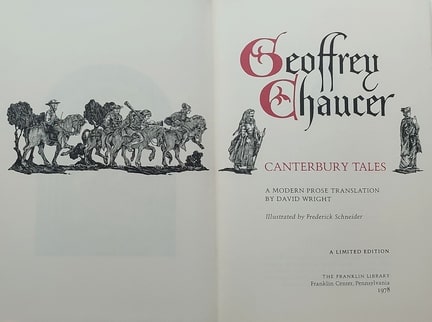 Geoffrey
Chaucer
CANTERBURY TALES
A MODERN PROSE TRANSLATION
BY DAVID WRIGHT
Illustrated by Frederick Schneider
A LIMITED EDITION
THE FRANKLIN LIBRARY
Franklin Center, Pennsylvania
1978